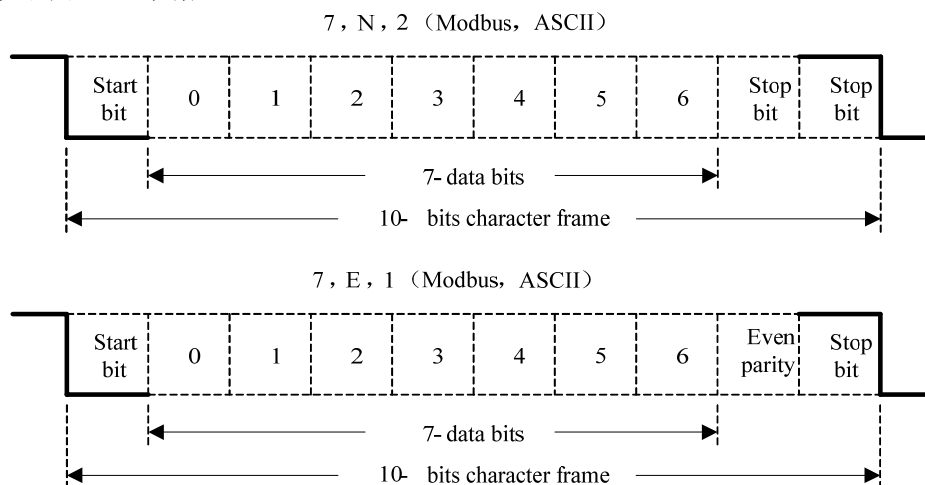 7, N, 2 (Modbus, ASCII)
Start bit 0 1 2 3 4 5 6 Stop bit Stop bit
7- data bits
10- bits character frame
7, E, 1 (Modbus, ASCII)
Start bit 0 1 2 3 4 5 6 Even parity Stop bit
7- data bits
10- bits character frame